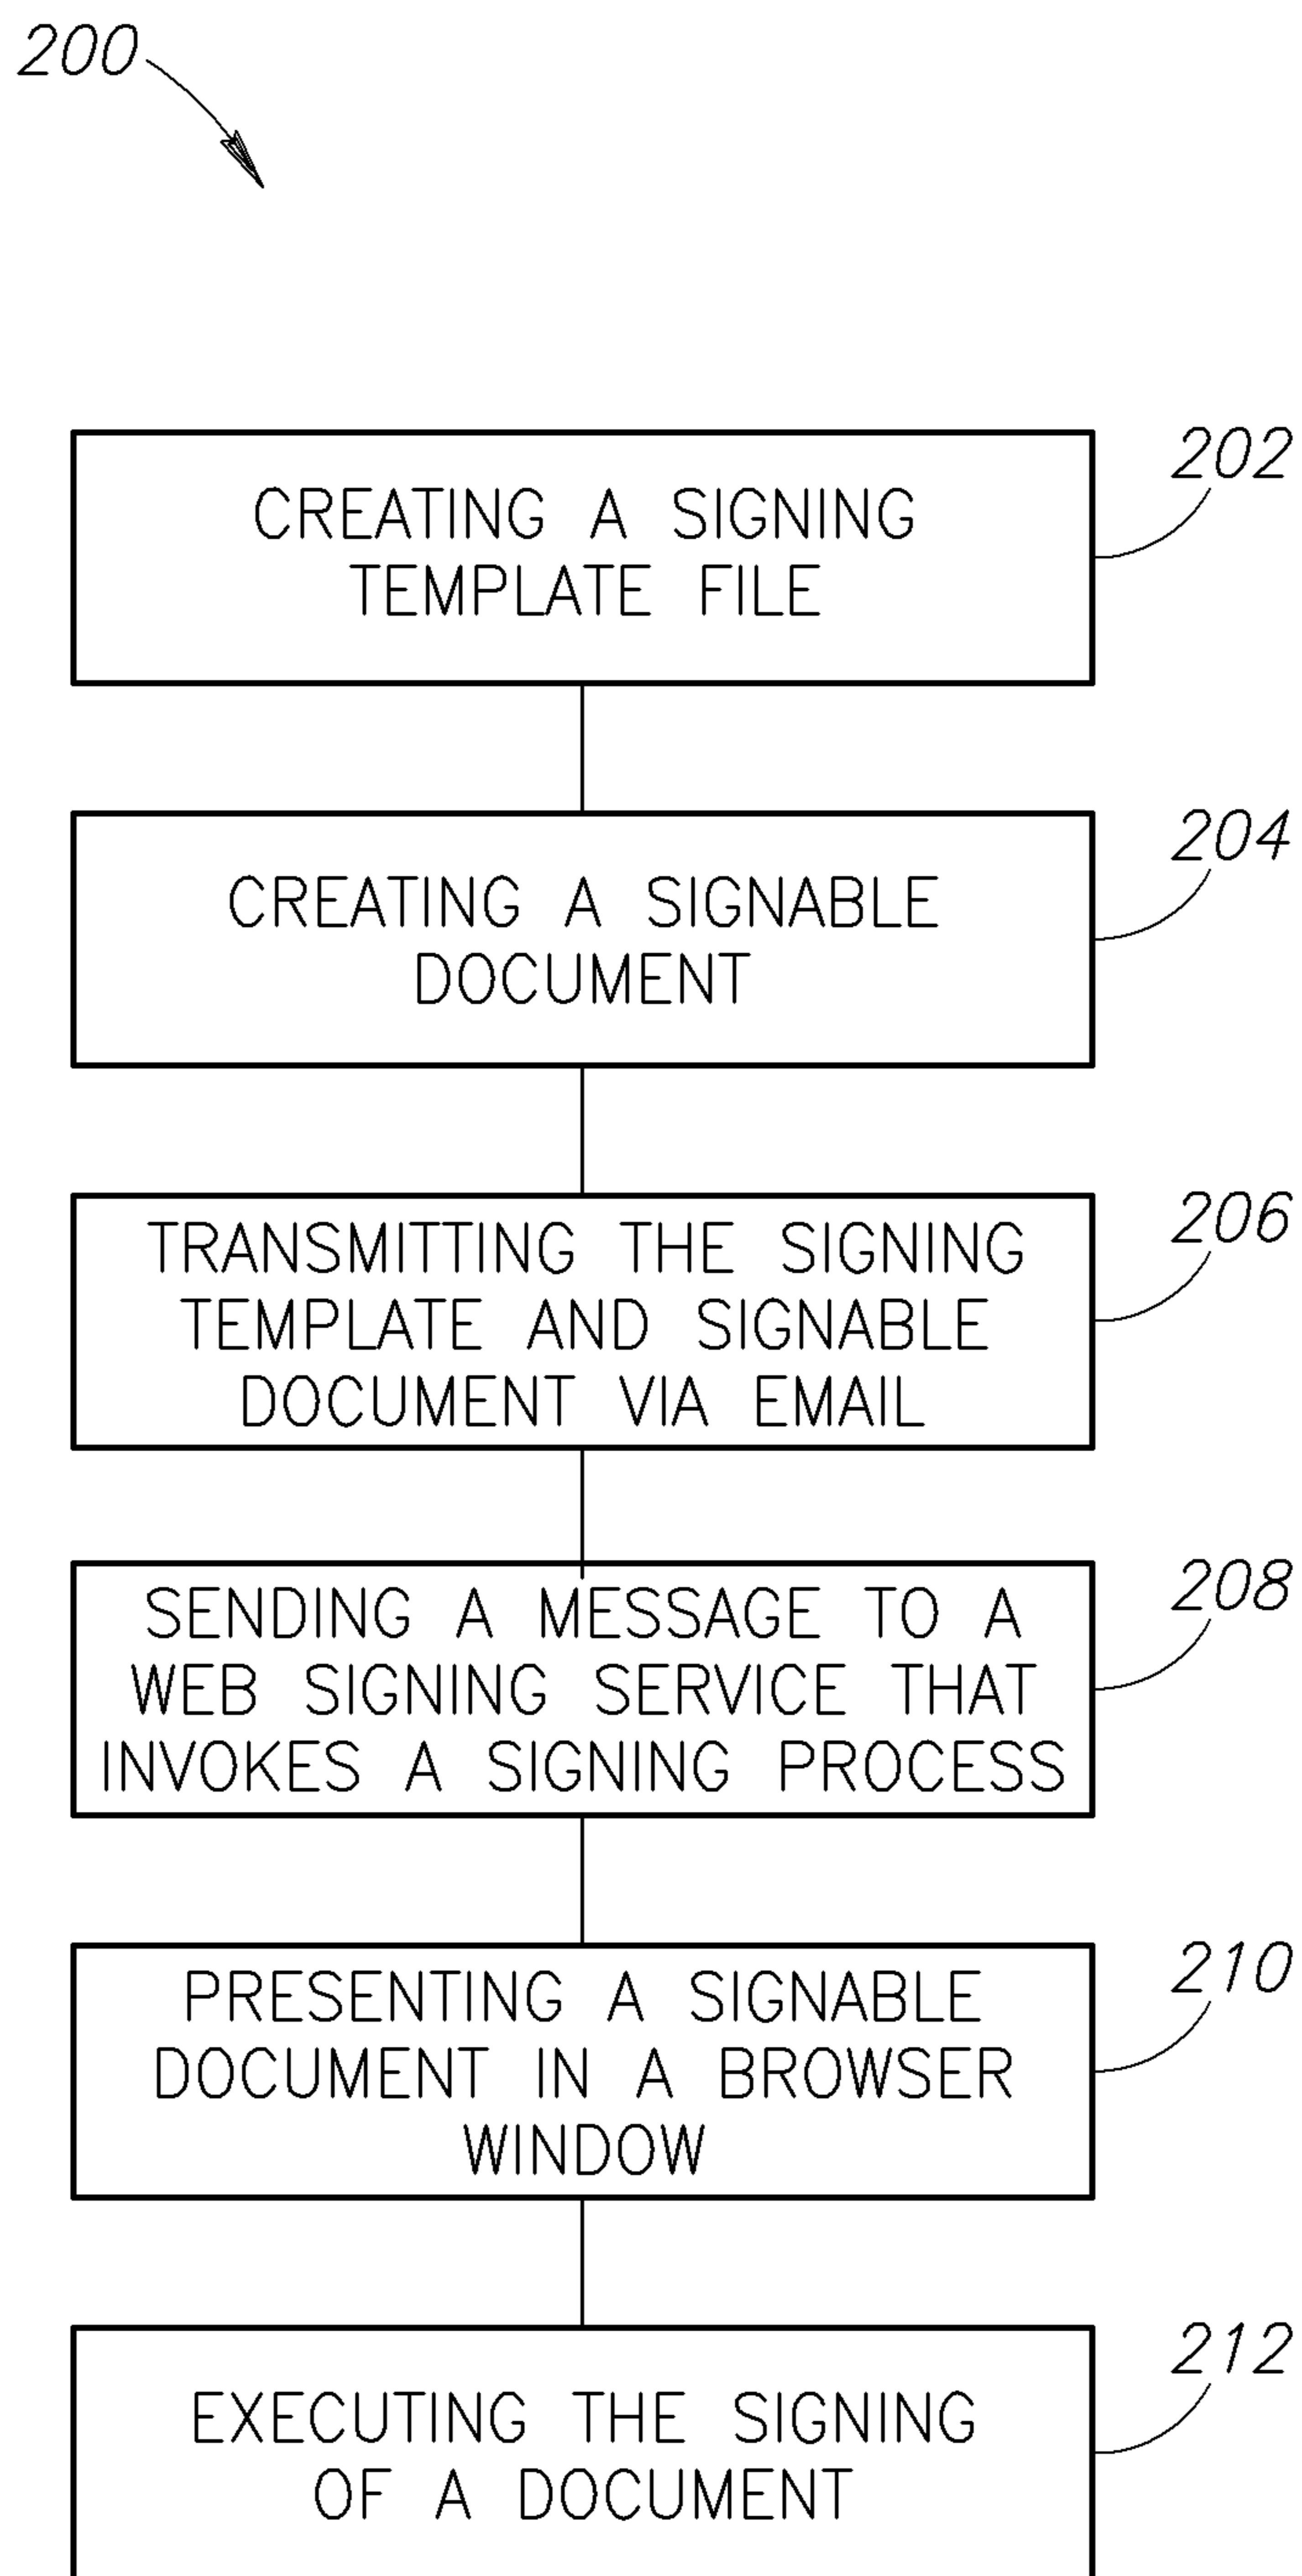 200
202
CREATING A SIGNING
TEMPLATE FILE
204
CREATING A SIGNABLE
DOCUMENT
206
TRANSMITTING THE SIGNING
TEMPLATE AND SIGNABLE
DOCUMENT VIA EMAIL
208
SENDING A MESSAGE TO A
WEB SIGNING SERVICE THAT
INVOKES A SIGNING PROCESS
210
PRESENTING A SIGNABLE
DOCUMENT IN A BROWSER
WINDOW
212
EXECUTING THE SIGNING
OF A DOCUMENT